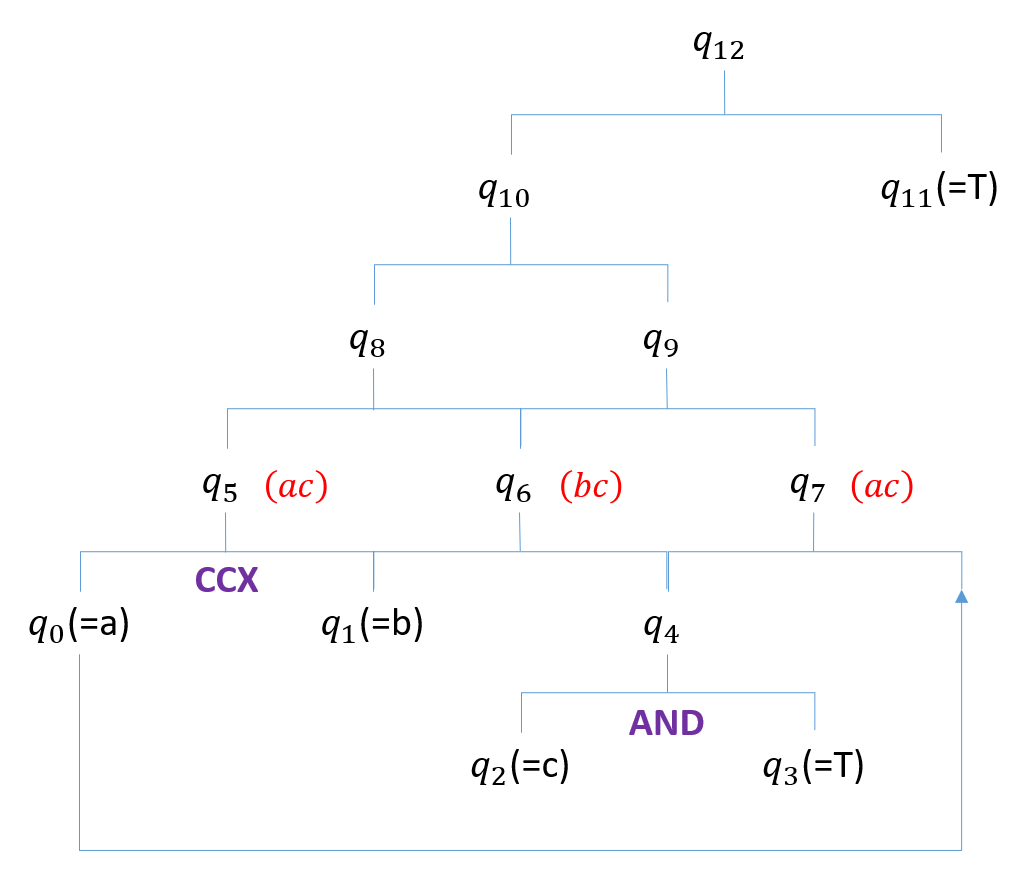 q₁₂
q₁₀ q₁₁(=T)
q₈ q₉
q₅ (ac) q₆ (bc) q₇ (ac)
CCX
q₀(=a) q₁(=b) q₄
AND
q₂(=c) q₃(=T)